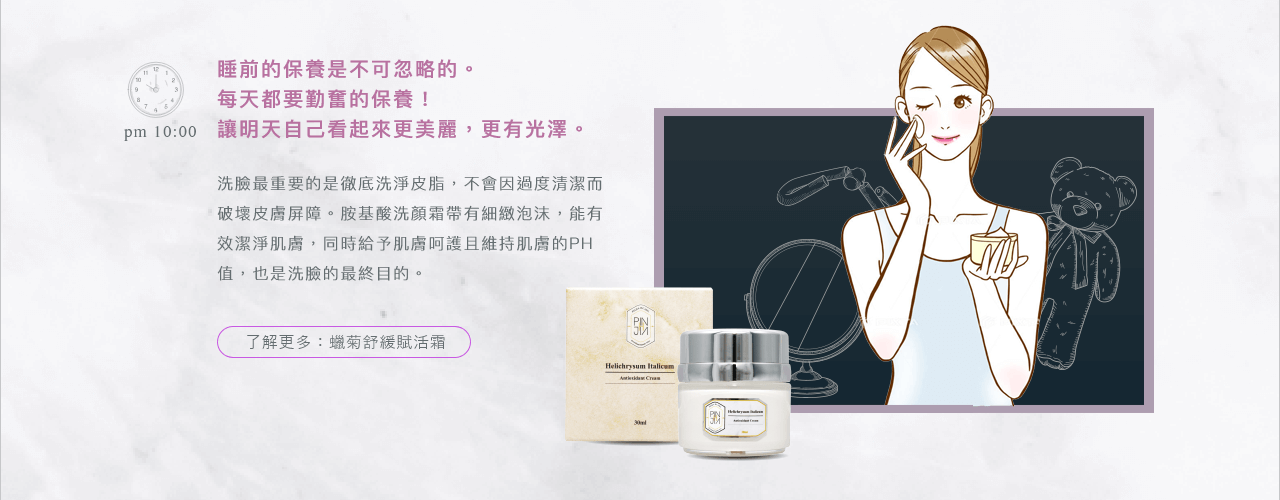 睡前的保養是不可忽略的。
每天都要勤奮的保養！
讓明天自己看起來更美麗，更有光澤。
pm 10:00
洗臉最重要的是徹底洗淨皮脂，不會因過度清潔而
破壞皮膚屏障。胺基酸洗顏霜帶有細緻泡沫，能有
效潔淨肌膚，同時給予肌膚呵護且維持肌膚的PH
值，也是洗臉的最終目的。
了解更多：蠟菊舒緩賦活霜
PIN
JIN
Helichrysum Italicum
Antioxidant Cream
30ml
PIN
JIN
Helichrysum Italicum
Antioxidant Cream